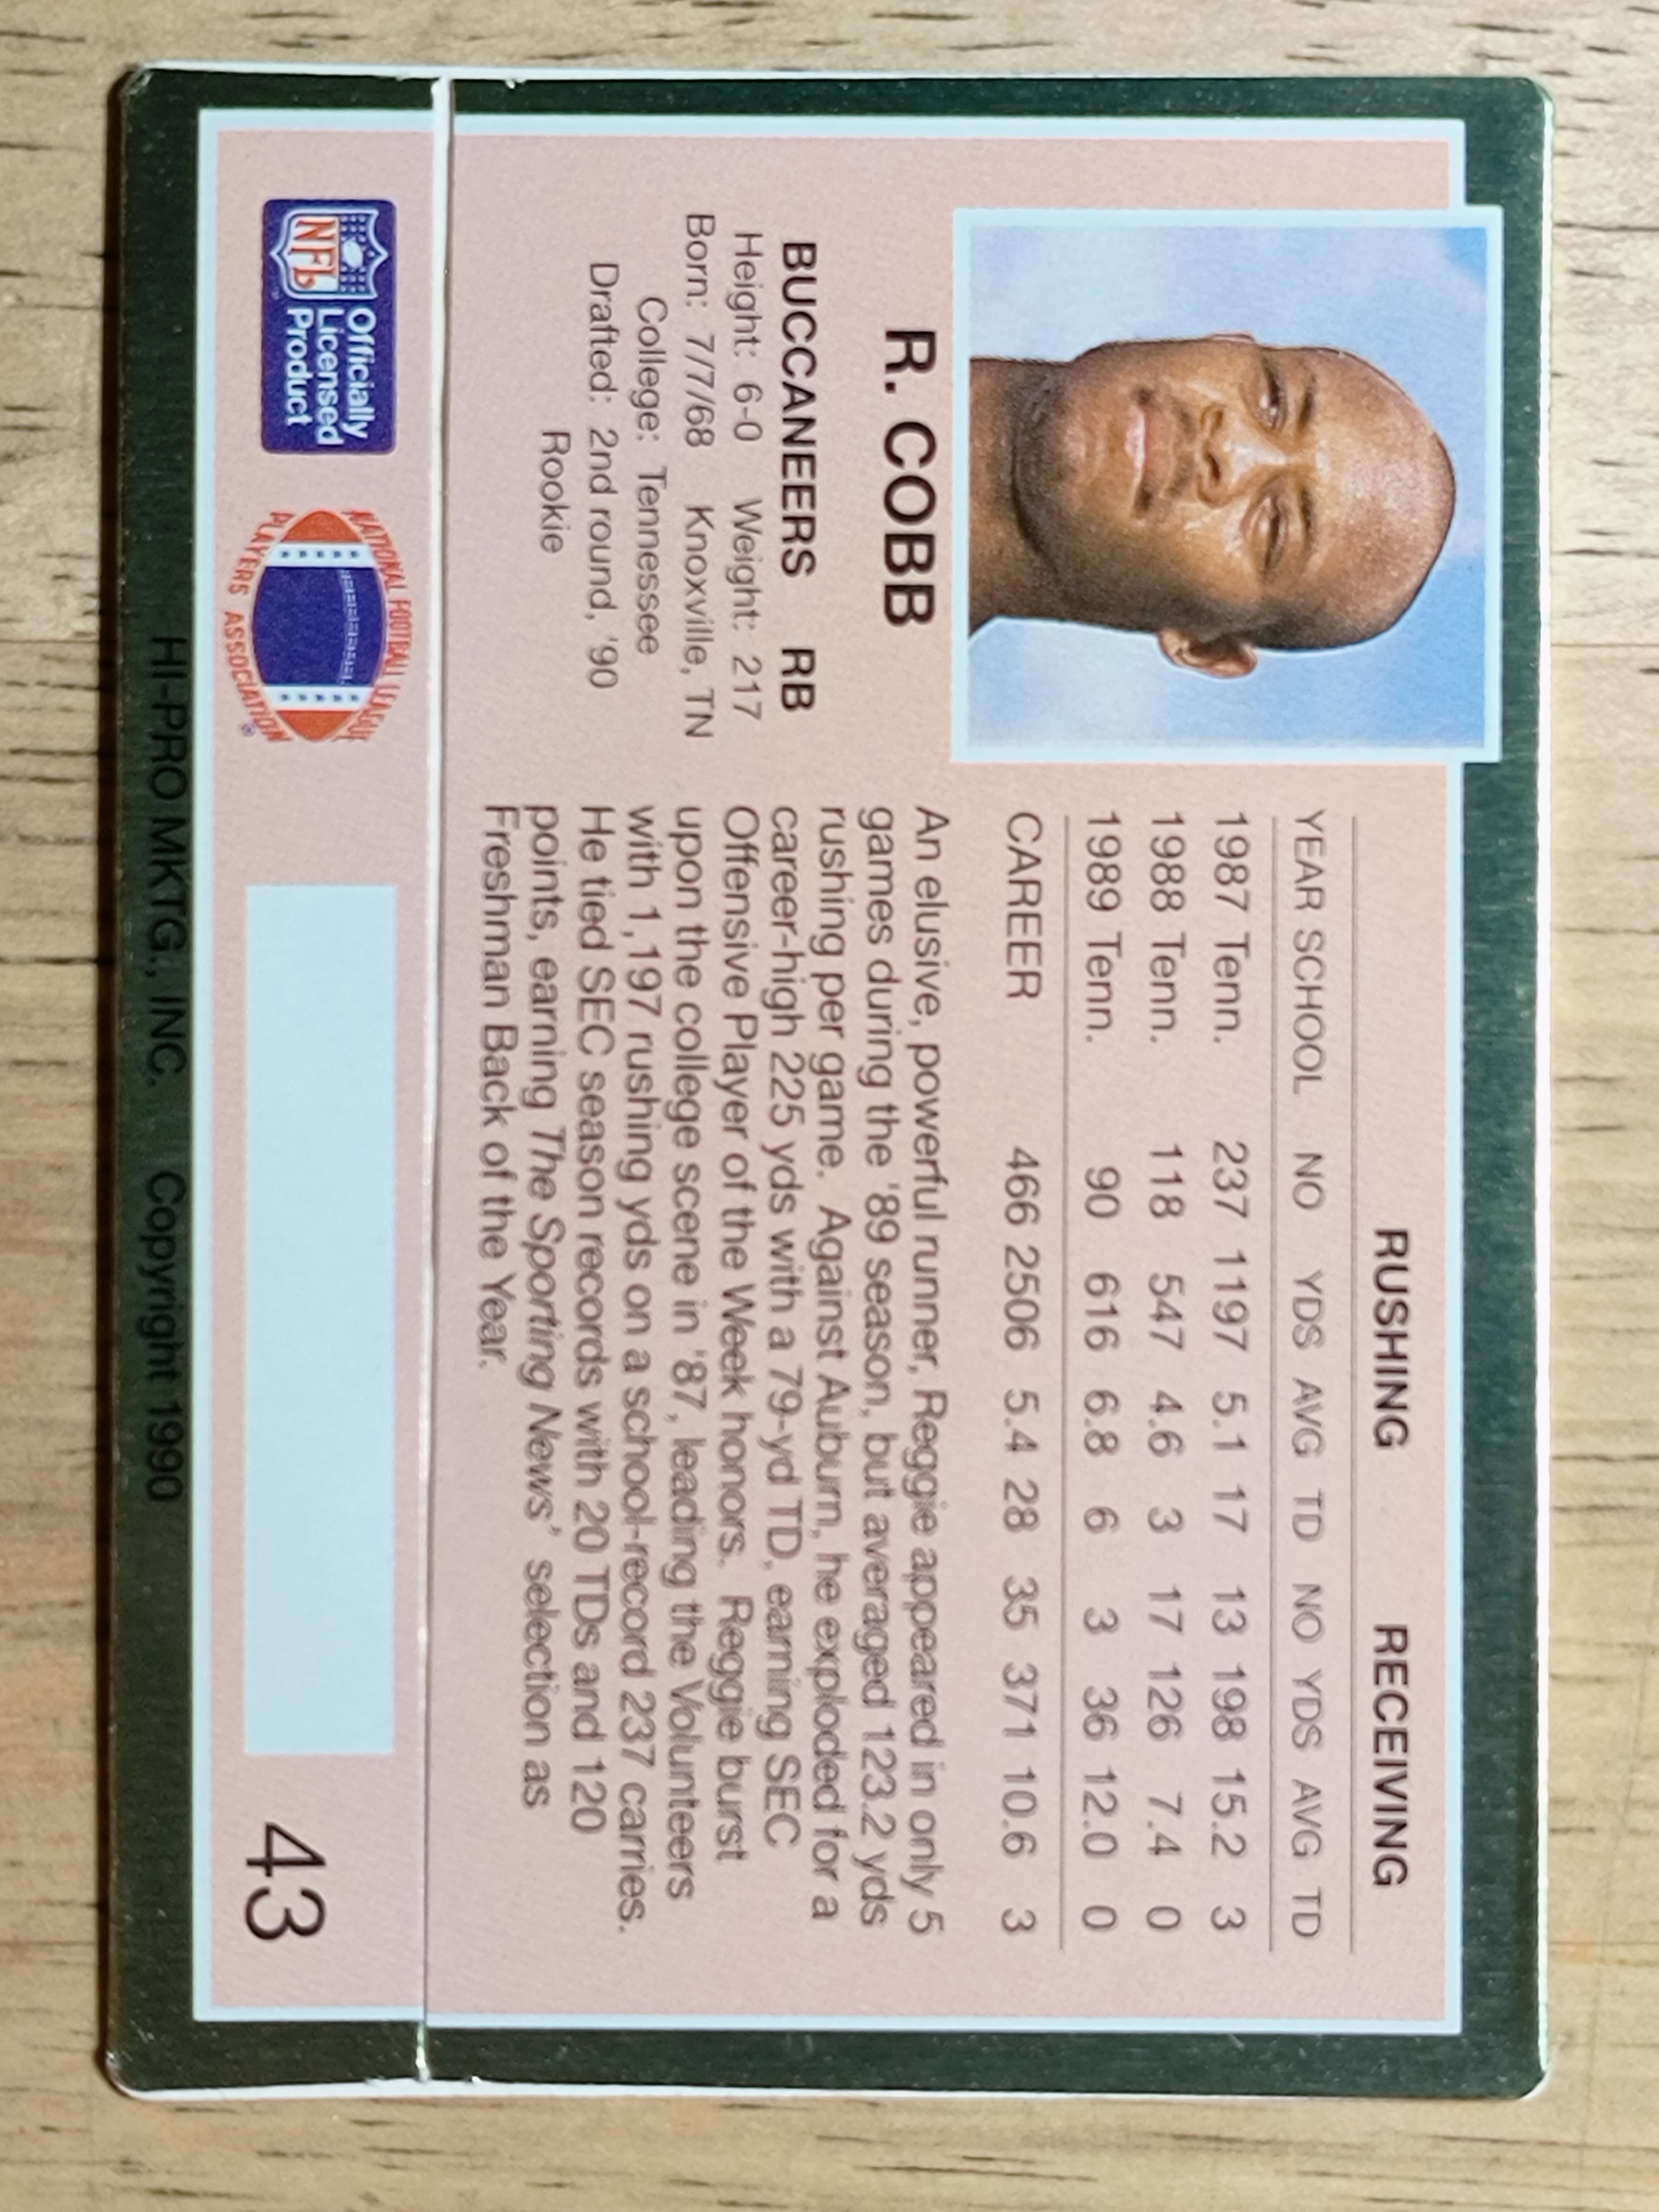 R. COBB
BUCCANEERS RB
Height: 6-0 Weight: 217
Born: 7/7/68 Knoxville, TN
College: Tennessee
Drafted: 2nd round, '90
Rookie
RUSHING RECEIVING
YEAR SCHOOL NO YDS AVG TD NO YDS AVG TD
1987 Tenn. 237 1197 5.1 17 13 198 15.2 3
1988 Tenn. 118 547 4.6 3 17 126 7.4 0
1989 Tenn. 90 616 6.8 6 3 36 12.0 0
CAREER 466 2506 5.4 28 35 371 10.6 3
An elusive, powerful runner, Reggie appeared in only 5
games during the '89 season, but averaged 123.2 yds
rushing per game. Against Auburn, he exploded for a
career-high 225 yds with a 79-yd TD, earning SEC
Offensive Player of the Week honors. Reggie burst
upon the college scene in '87, leading the Volunteers
with 1,197 rushing yds on a school-record 237 carries.
He tied SEC season records with 20 TDs and 120
points, earning The Sporting News' selection as
Freshman Back of the Year.
NFL
Officially
Licensed
Product
NATIONAL FOOTBALL LEAGUE
PLAYERS ASSOCIATION®
43
HI-PRO MKTG., INC. Copyright 1990